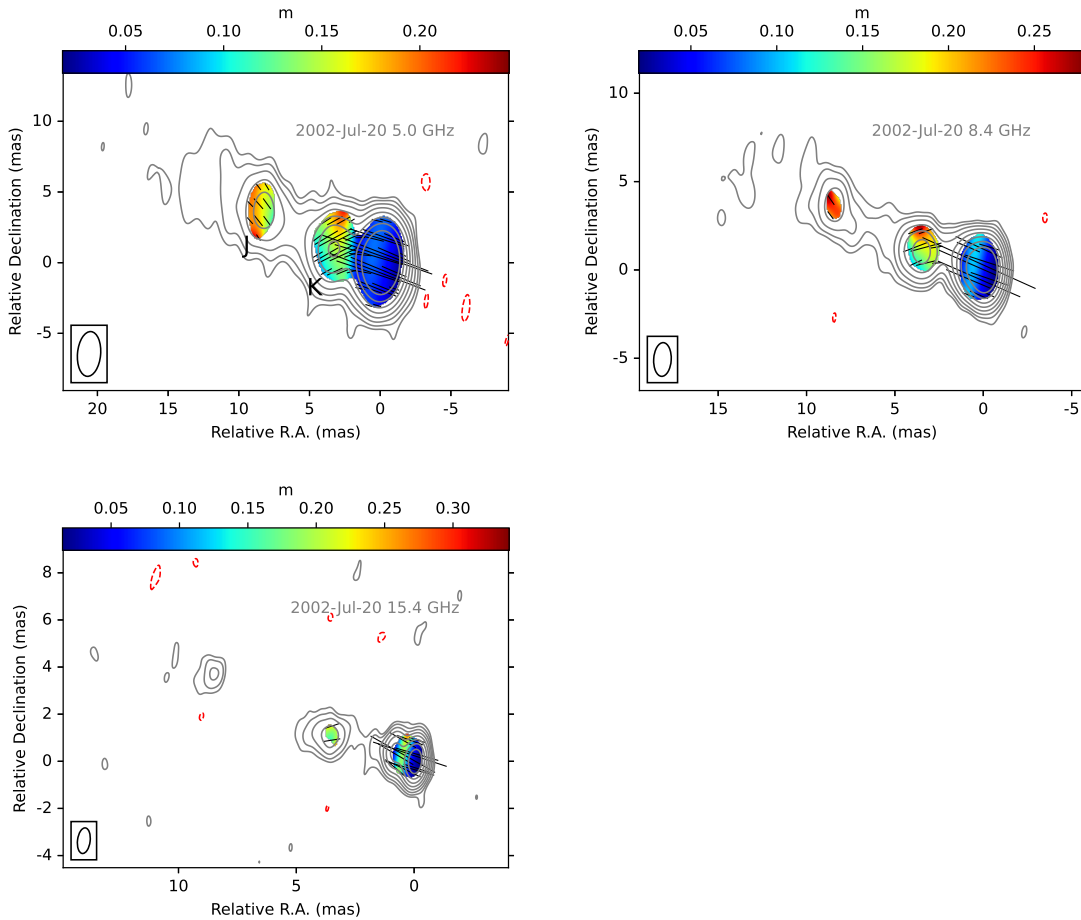 m
0.05 0.10 0.15 0.20
Relative Declination (mas)
10
5
0
-5
2002-Jul-20 5.0 GHz
J
K
20 15 10 5 0 -5
Relative R.A. (mas)
m
0.05 0.10 0.15 0.20 0.25
Relative Declination (mas)
10
5
0
-5
2002-Jul-20 8.4 GHz
15 10 5 0 -5
Relative R.A. (mas)
m
0.05 0.10 0.15 0.20 0.25 0.30
Relative Declination (mas)
8
6
4
2
0
-2
-4
2002-Jul-20 15.4 GHz
10 5 0
Relative R.A. (mas)